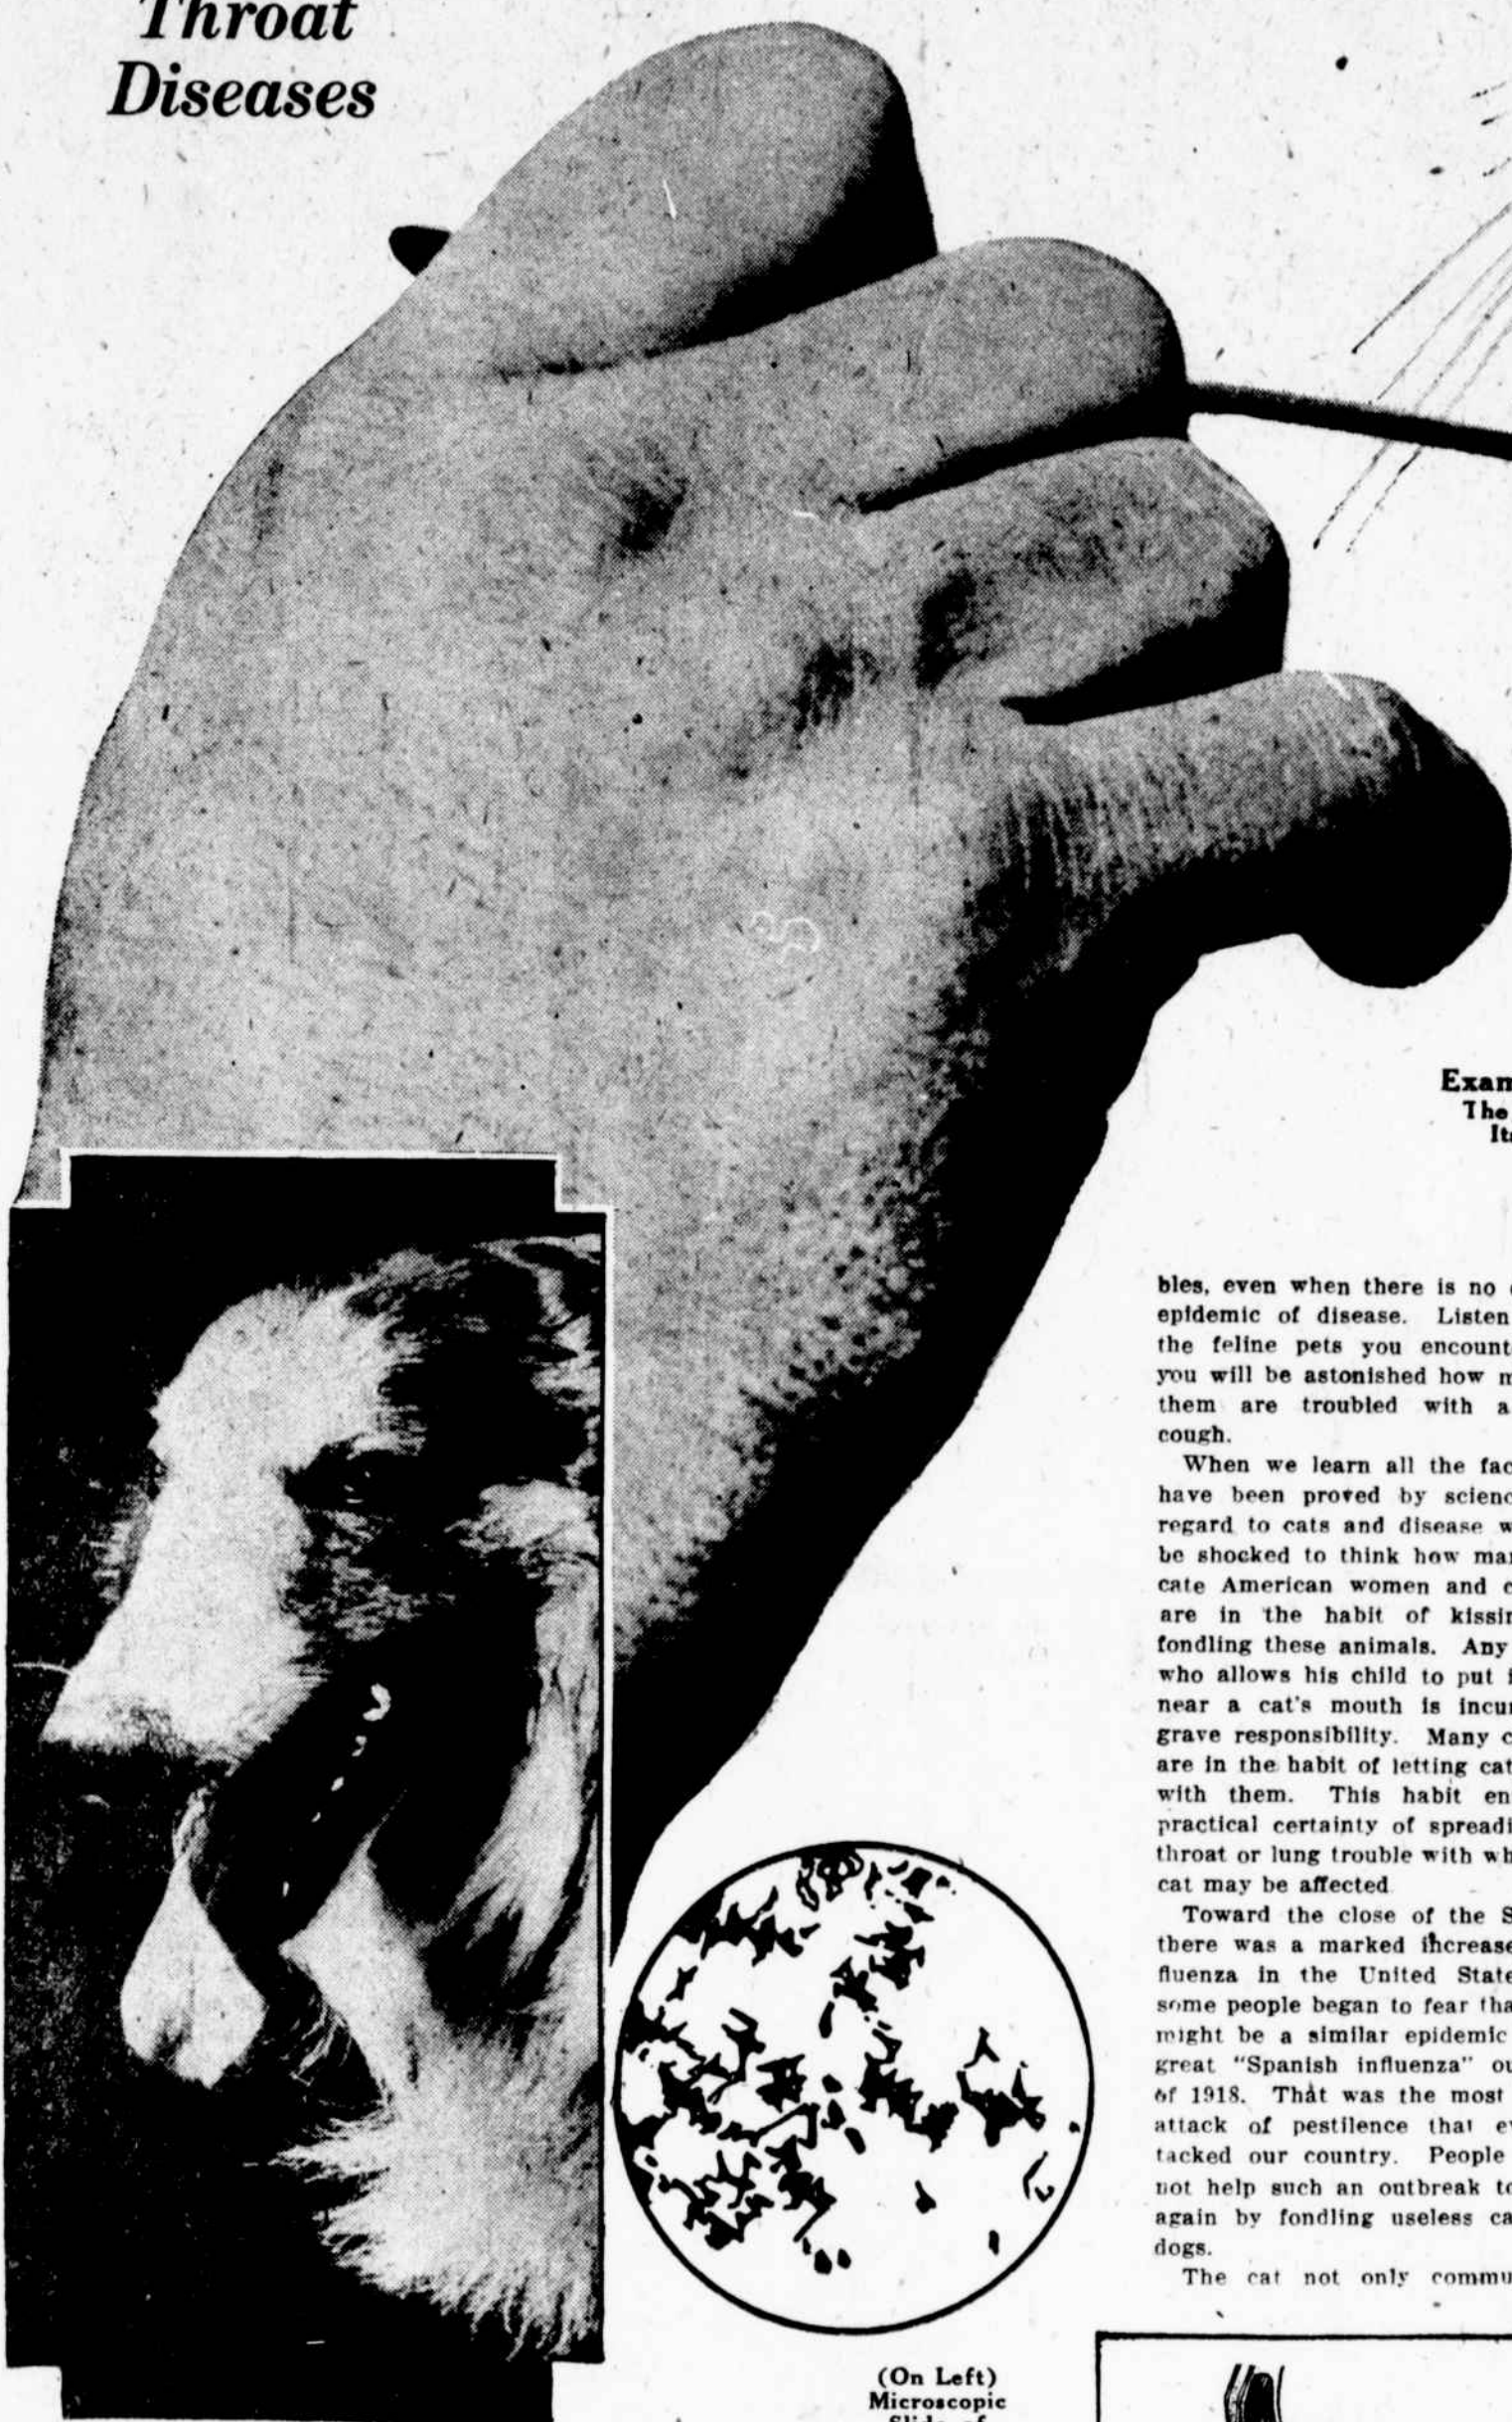 Throat
Diseases
Exam
The
bles, even when there is no
epidemic of disease. Listen
the feline pets you encount
you will be astonished how m
them are troubled with a
cough.
When we learn all the fac
have been proved by scienc
regard to cats and disease w
be shocked to think how mar
cate American women and c
are in the habit of kissin
fondling these animals. Any
who allows his child to put i
near a cat's mouth is incur
grave responsibility. Many c
are in the habit of letting cat
with them. This habit en
practical certainty of spreadi
throat or lung trouble with wh
cat may be affected
Toward the close of the S
there was a marked increase
fluenza in the United State
some people began to fear tha
might be a similar epidemic
great "Spanish influenza" ou
of 1918. That was the most
attack of pestilence that e
tacked our country. People
not help such an outbreak to
again by fondling useless ca
dogs.
The cat not only commu
(On Left)
Microscopic
Slide of